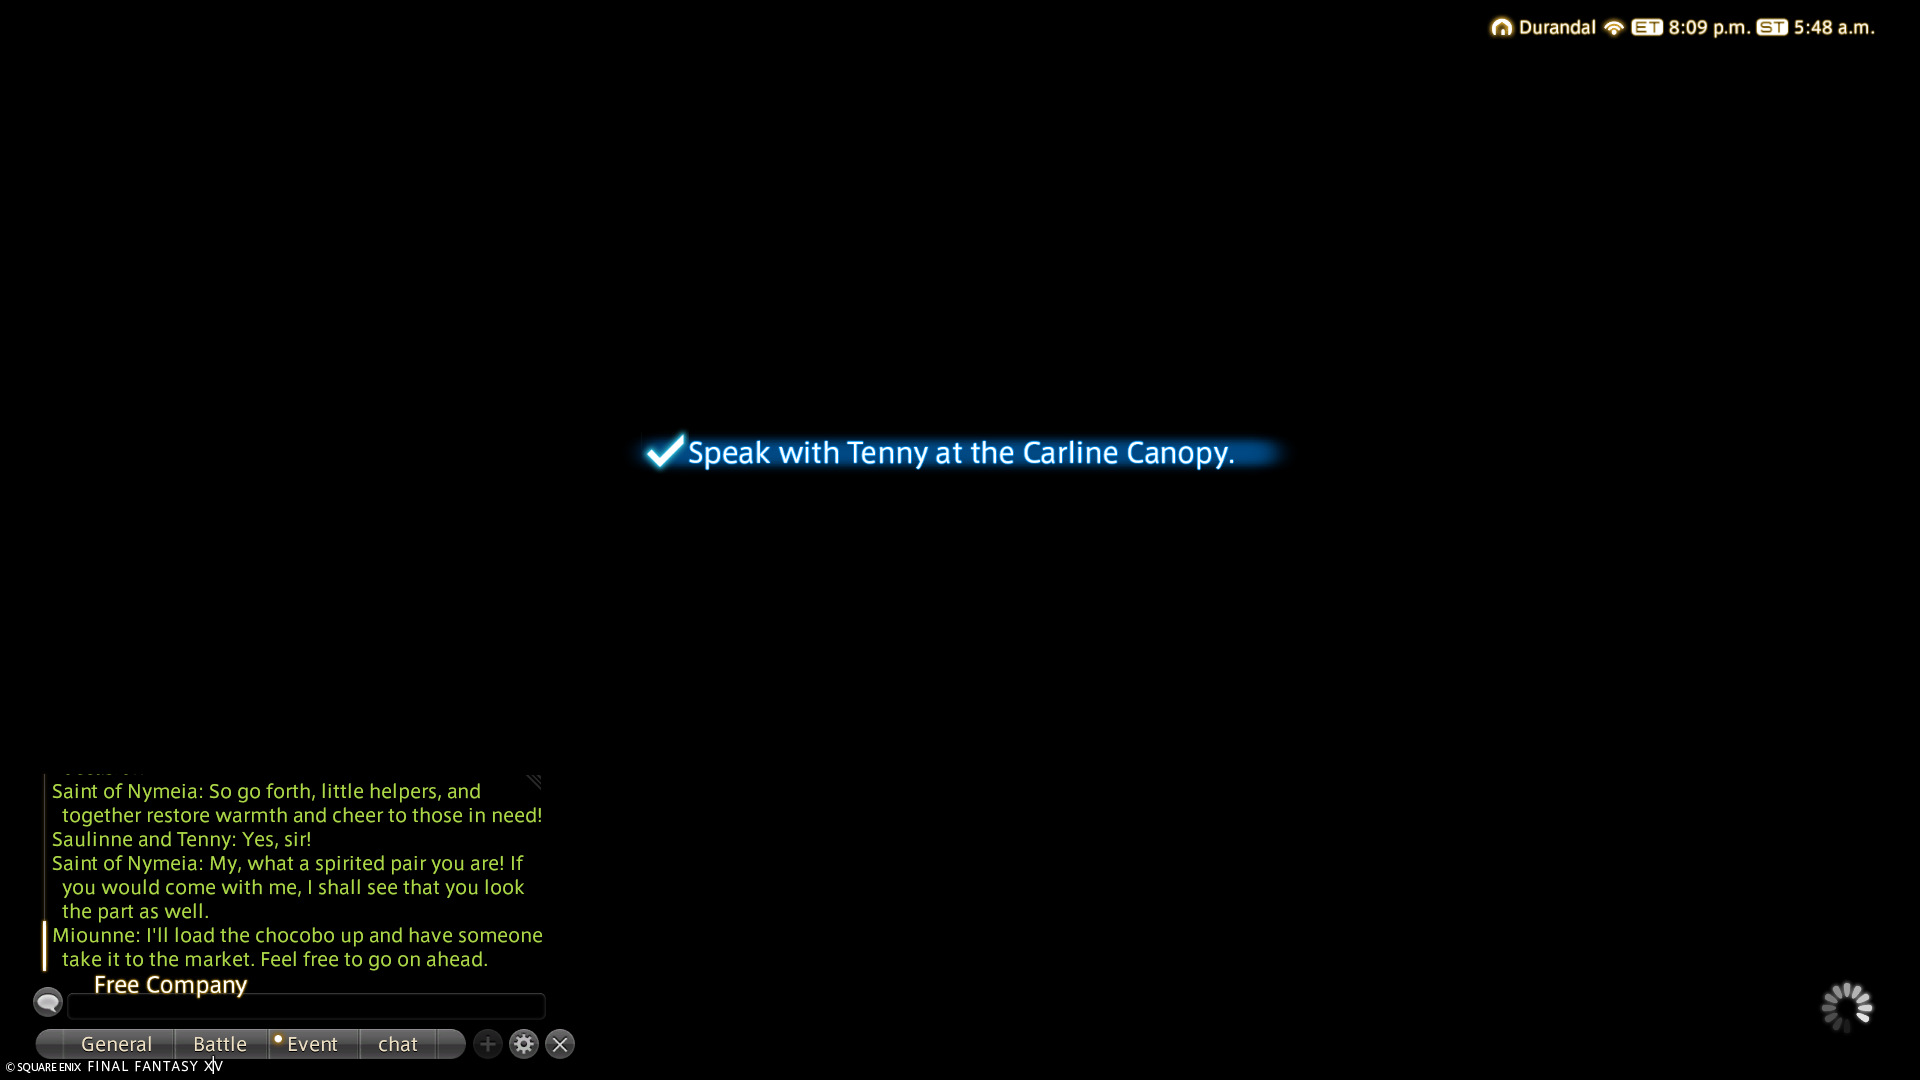 Durandal ET 8:09 p.m. ST 5:48 a.m.
Speak with Tenny at the Carline Canopy.
Saint of Nymeia: So go forth, little helpers, and
together restore warmth and cheer to those in need!
Saulinne and Tenny: Yes, sir!
Saint of Nymeia: My, what a spirited pair you are! If
you would come with me, I shall see that you look
the part as well.
Miounne: I'll load the chocobo up and have someone
take it to the market. Feel free to go on ahead.
Free Company
General Battle Event chat
© SQUARE ENIX FINAL FANTASY XIV